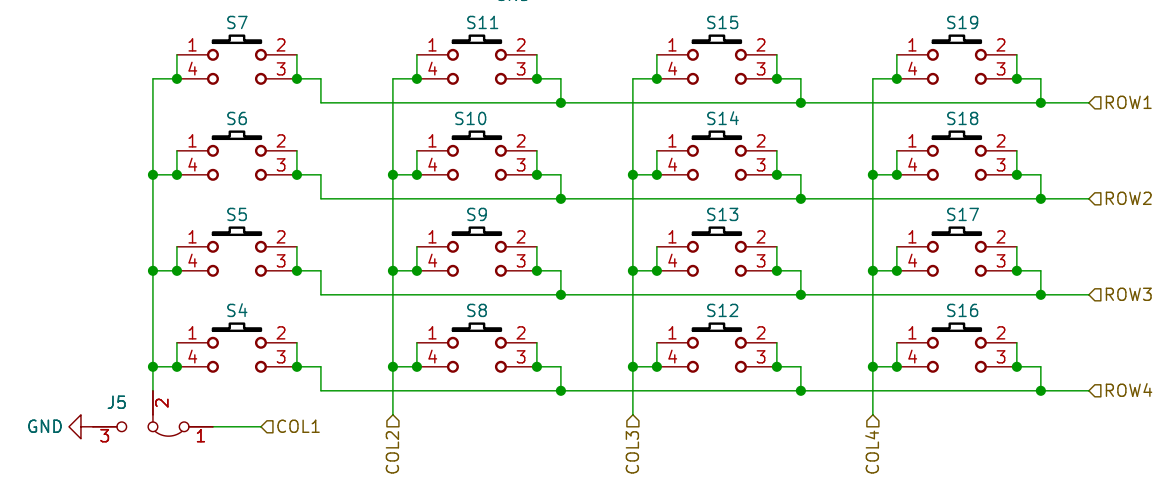 S7 S11 S15 S19
1 2 1 2 1 2 1 2
4 3 4 3 4 3 4 3
ROW1
S6 S10 S14 S18
1 2 1 2 1 2 1 2
4 3 4 3 4 3 4 3
ROW2
S5 S9 S13 S17
1 2 1 2 1 2 1 2
4 3 4 3 4 3 4 3
ROW3
S4 S8 S12 S16
1 2 1 2 1 2 1 2
4 3 4 3 4 3 4 3
ROW4
J5 2
GND 3 1 COL1
COL2 COL3 COL4